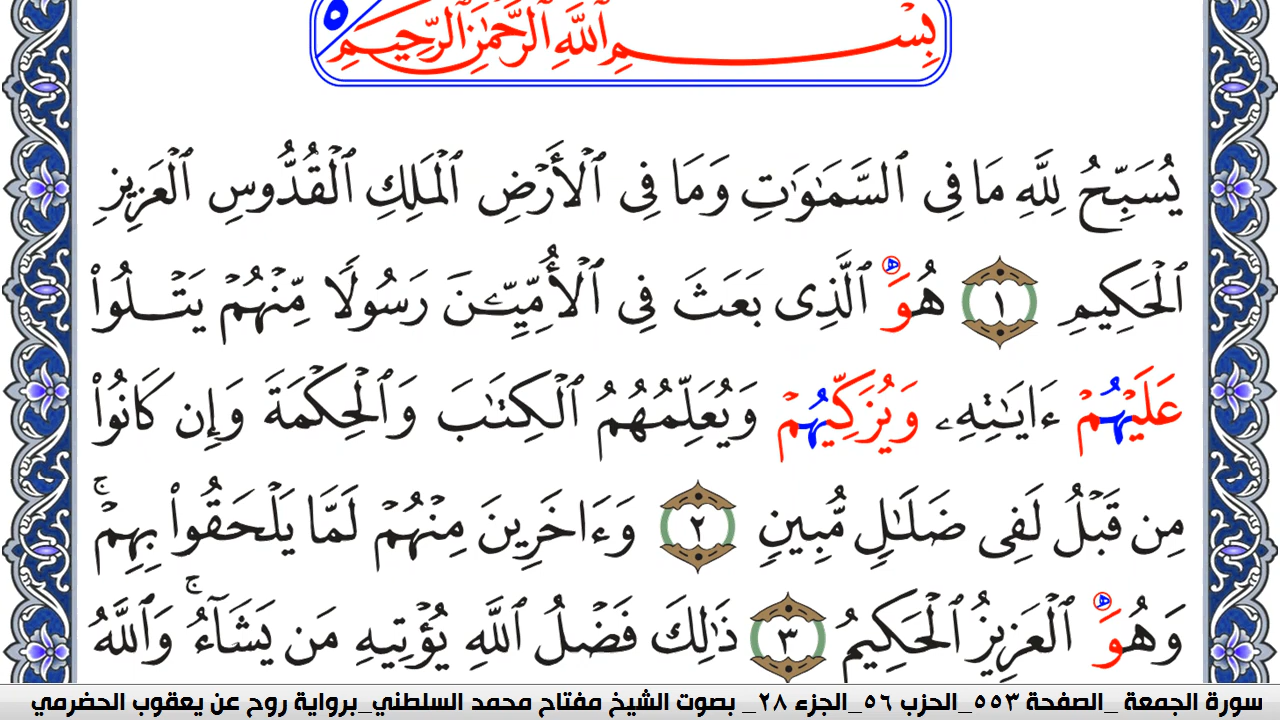 ٥
بِسْمِ ٱللَّهِ ٱلرَّحْمَٰنِ ٱلرَّحِيمِ
يُسَبِّحُ لِلَّهِ مَا فِى ٱلسَّمَٰوَٰتِ وَمَا فِى ٱلْأَرْضِ ٱلْمَلِكِ ٱلْقُدُّوسِ ٱلْعَزِيزِ
ٱلْحَكِيمِ ١ هُوَ ٱلَّذِى بَعَثَ فِى ٱلْأُمِّيِّـۧنَ رَسُولًا مِّنْهُمْ يَتْلُوا۟
عَلَيْهُمْ ءَايَٰتِهِۦ وَيُزَكِّيهُمْ وَيُعَلِّمُهُمُ ٱلْكِتَٰبَ وَٱلْحِكْمَةَ وَإِن كَانُوا۟
مِن قَبْلُ لَفِى ضَلَٰلٍ مُّبِينٍ ٢ وَءَاخَرِينَ مِنْهُمْ لَمَّا يَلْحَقُوا۟ بِهِمْ ۚ
وَهُوَ ٱلْعَزِيزُ ٱلْحَكِيمُ ٣ ذَٰلِكَ فَضْلُ ٱللَّهِ يُؤْتِيهِ مَن يَشَآءُ ۚ وَٱللَّهُ
سورة الجمعة _الصفحة ٥٥٣_الحزب ٥٦_الجزء ٢٨_ بصوت الشيخ مفتاح محمد السلطني_برواية روح عن يعقوب الحضرمي